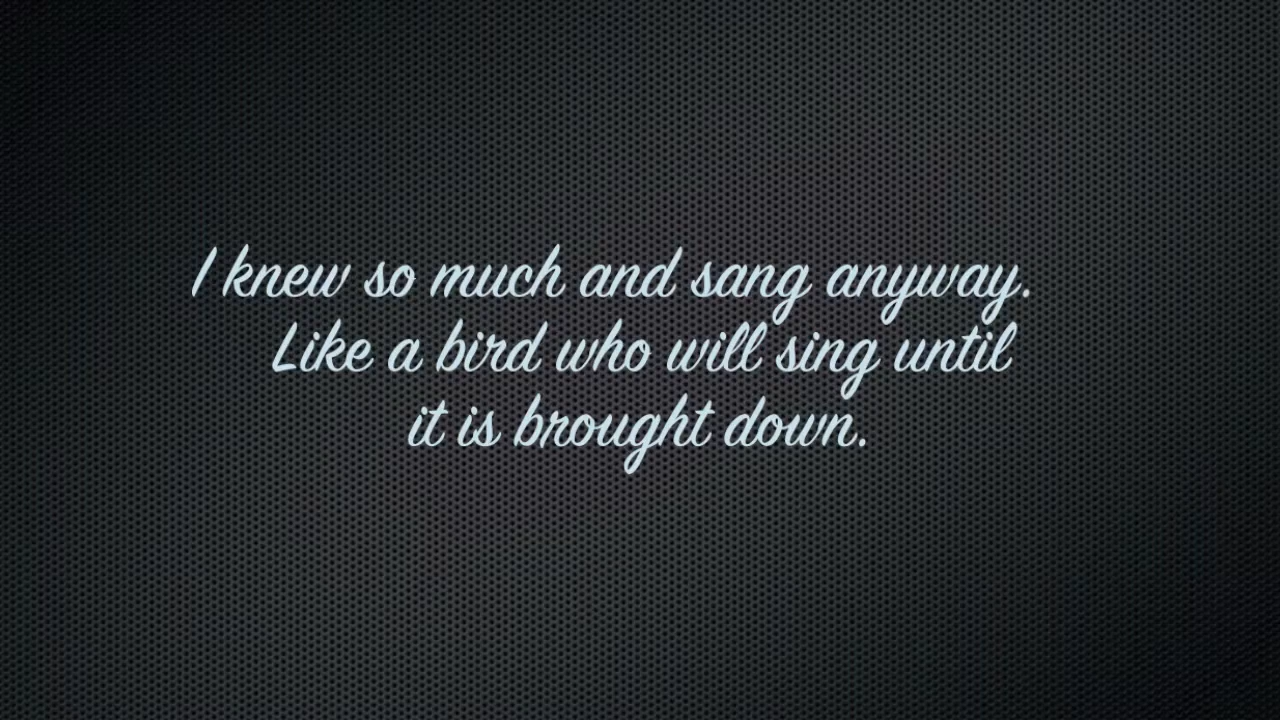 I knew so much and sang anyway.
Like a bird who will sing until
it is brought down.